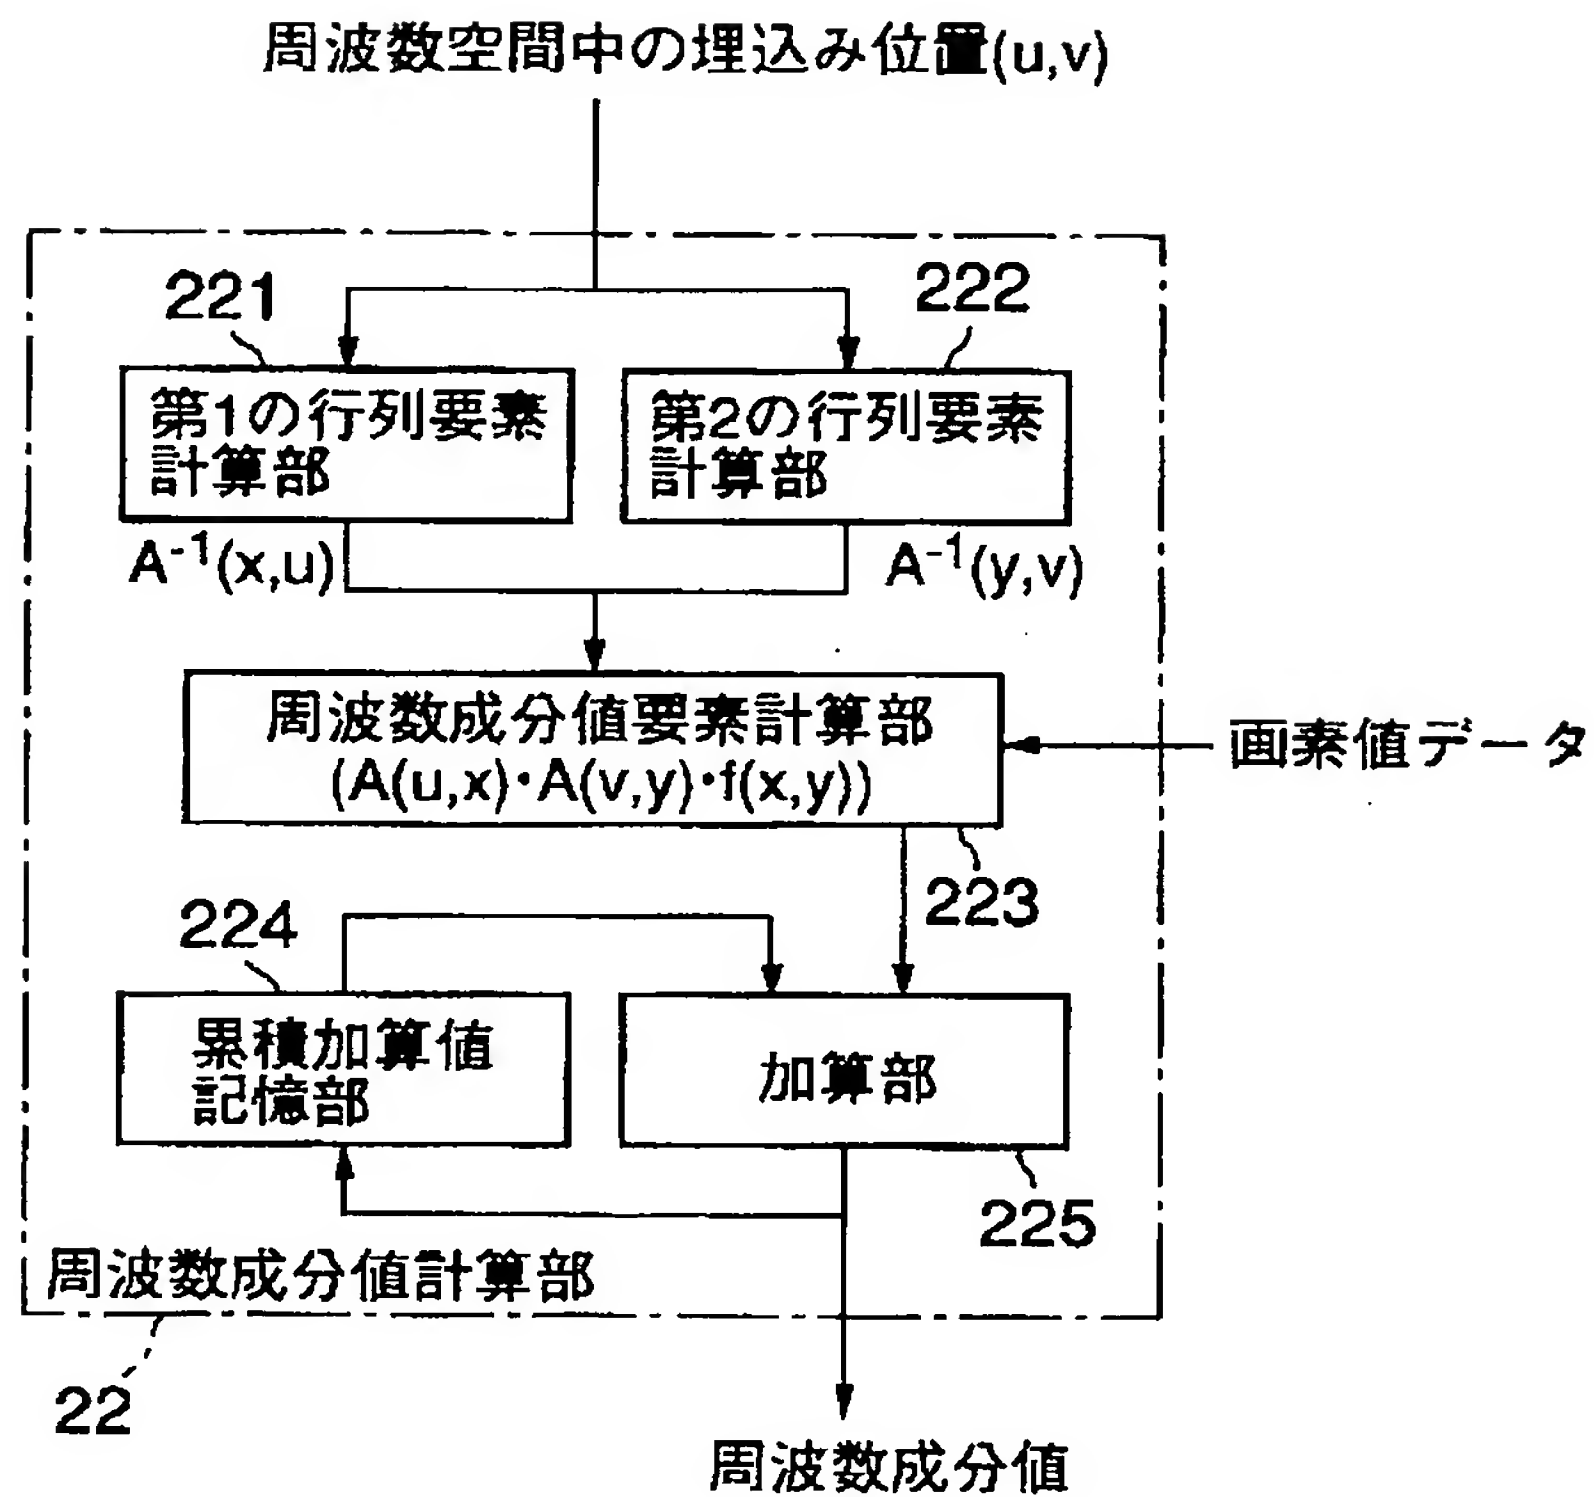 周波数空間中の埋込み位置(u,v)
221
222
第1の行列要素
計算部
第2の行列要素
計算部
A⁻¹(x,u)
A⁻¹(y,v)
周波数成分値要素計算部
(A(u,x)・A(v,y)・f(x,y))
画素値データ
223
224
累積加算値
記憶部
加算部
225
周波数成分値計算部
22
周波数成分値